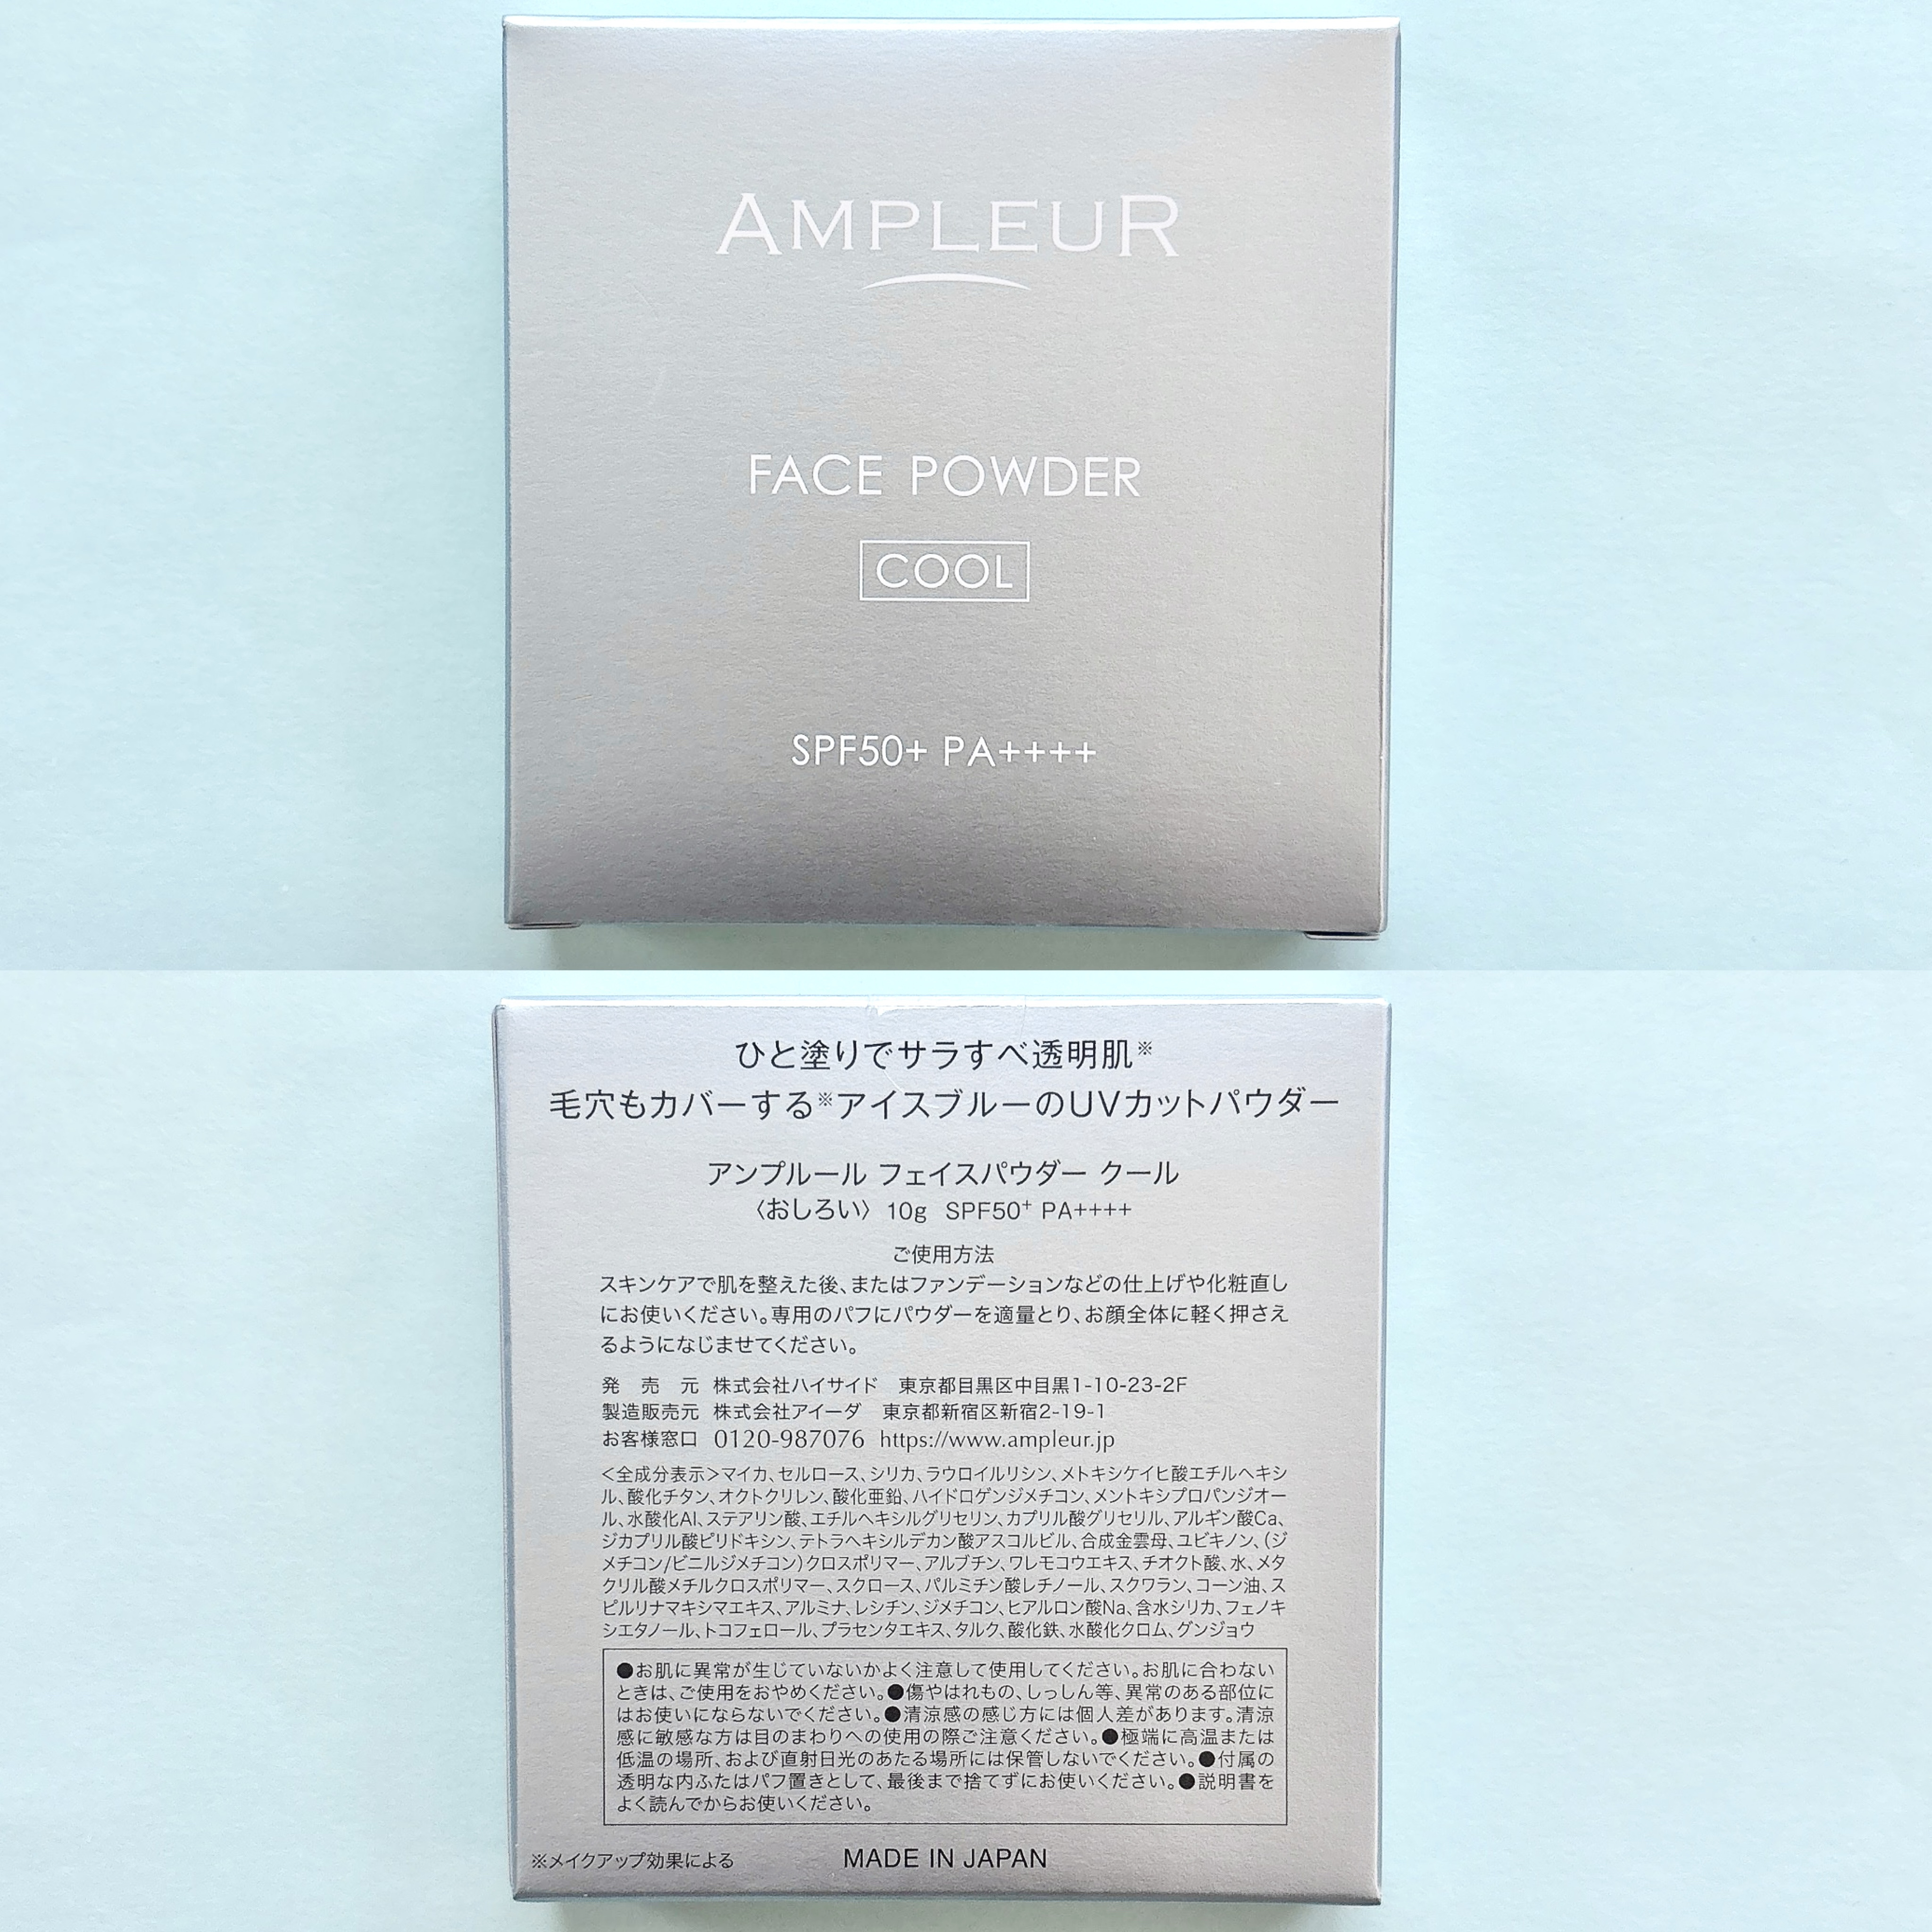 AMPLEUR
FACE POWDER
COOL
SPF50+ PA++++
ひと塗りでサラすべ透明肌※
毛穴もカバーする※アイスブルーのUVカットパウダー
アンプルール フェイスパウダー クール
〈おしろい〉 10g SPF50+ PA++++
ご使用方法
スキンケアで肌を整えた後、またはファンデーションなどの仕上げや化粧直し
にお使いください。専用のパフにパウダーを適量とり、お顔全体に軽く押さえ
るようになじませてください。
発 売 元 株式会社ハイサイド 東京都目黒区中目黒1-10-23-2F
製造販売元 株式会社アイーダ 東京都新宿区新宿2-19-1
お客様窓口 0120-987076 https://www.ampleur.jp
<全成分表示>マイカ、セルロース、シリカ、ラウロイルリシン、メトキシケイヒ酸エチルヘキシ
ル、酸化チタン、オクトクリレン、酸化亜鉛、ハイドロゲンジメチコン、メントキシプロパンジオー
ル、水酸化Al、ステアリン酸、エチルヘキシルグリセリン、カプリル酸グリセリル、アルギン酸Ca、
ジカプリル酸ピリドキシン、テトラヘキシルデカン酸アスコルビル、合成金雲母、ユビキノン、(ジ
メチコン/ビニルジメチコン)クロスポリマー、アルブチン、ワレモコウエキス、チオクト酸、水、メタ
クリル酸メチルクロスポリマー、スクロース、パルミチン酸レチノール、スクワラン、コーン油、ス
ピルリナマキシマエキス、アルミナ、レシチン、ジメチコン、ヒアルロン酸Na、含水シリカ、フェノキ
シエタノール、トコフェロール、プラセンタエキス、タルク、酸化鉄、水酸化クロム、グンジョウ
●お肌に異常が生じていないかよく注意して使用してください。お肌に合わない
ときは、ご使用をおやめください。●傷やはれもの、しっしん等、異常のある部位に
はお使いにならないでください。●清涼感の感じ方には個人差があります。清涼
感に敏感な方は目のまわりへの使用の際ご注意ください。●極端に高温または
低温の場所、および直射日光のあたる場所には保管しないでください。●付属の
透明な内ふたはパフ置きとして、最後まで捨てずにお使いください。●説明書を
よく読んでからお使いください。
※メイクアップ効果による MADE IN JAPAN